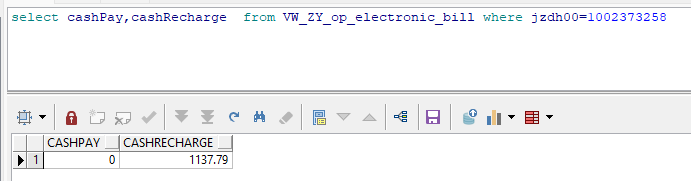 select cashPay,cashRecharge  from VW_ZY_op_electronic_bill where jzdh00=1002373258
CASHPAY CASHRECHARGE
1 0 1137.79